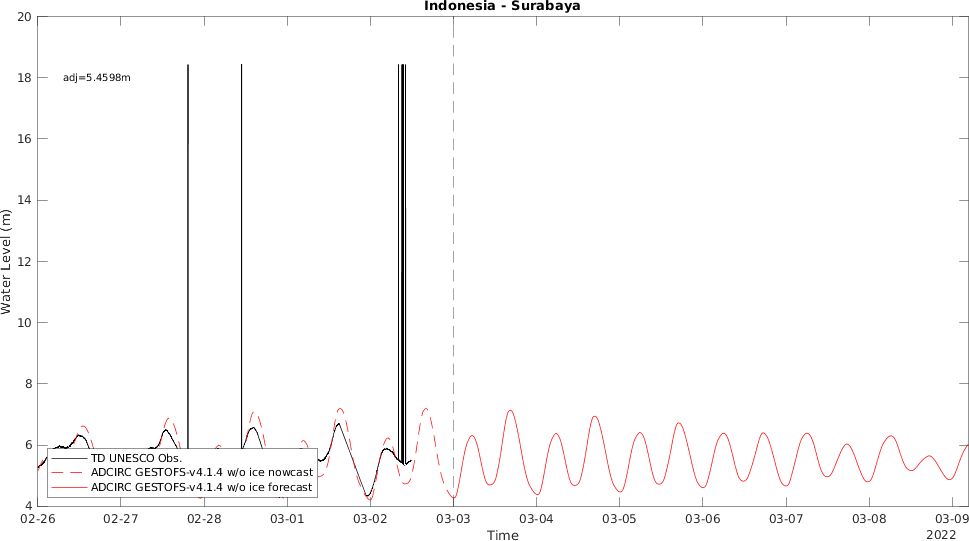 Indonesia - Surabaya
20
18
16
14
12
10
8
6
4
adj=5.4598m
Water Level (m)
TD UNESCO Obs.
ADCIRC GESTOFS-v4.1.4 w/o ice nowcast
ADCIRC GESTOFS-v4.1.4 w/o ice forecast
02-26 02-27 02-28 03-01 03-02 03-03 03-04 03-05 03-06 03-07 03-08 03-09
Time
2022